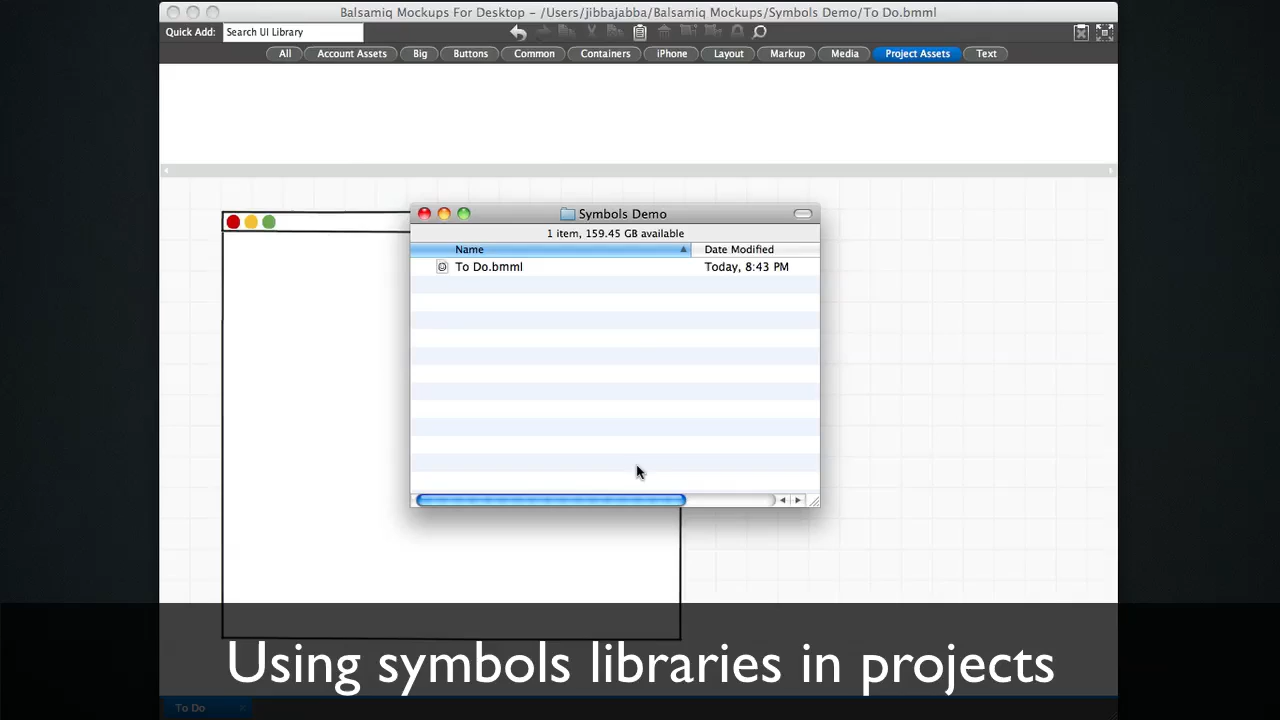 Balsamiq Mockups For Desktop - /Users/jibbajabba/Balsamiq Mockups/Symbols Demo/To Do.bmml
Quick Add: Search UI Library
All Account Assets Big Buttons Common Containers iPhone Layout Markup Media Project Assets Text
Symbols Demo
1 item, 159.45 GB available
Name Date Modified
To Do.bmml Today, 8:43 PM
Using symbols libraries in projects
To Do